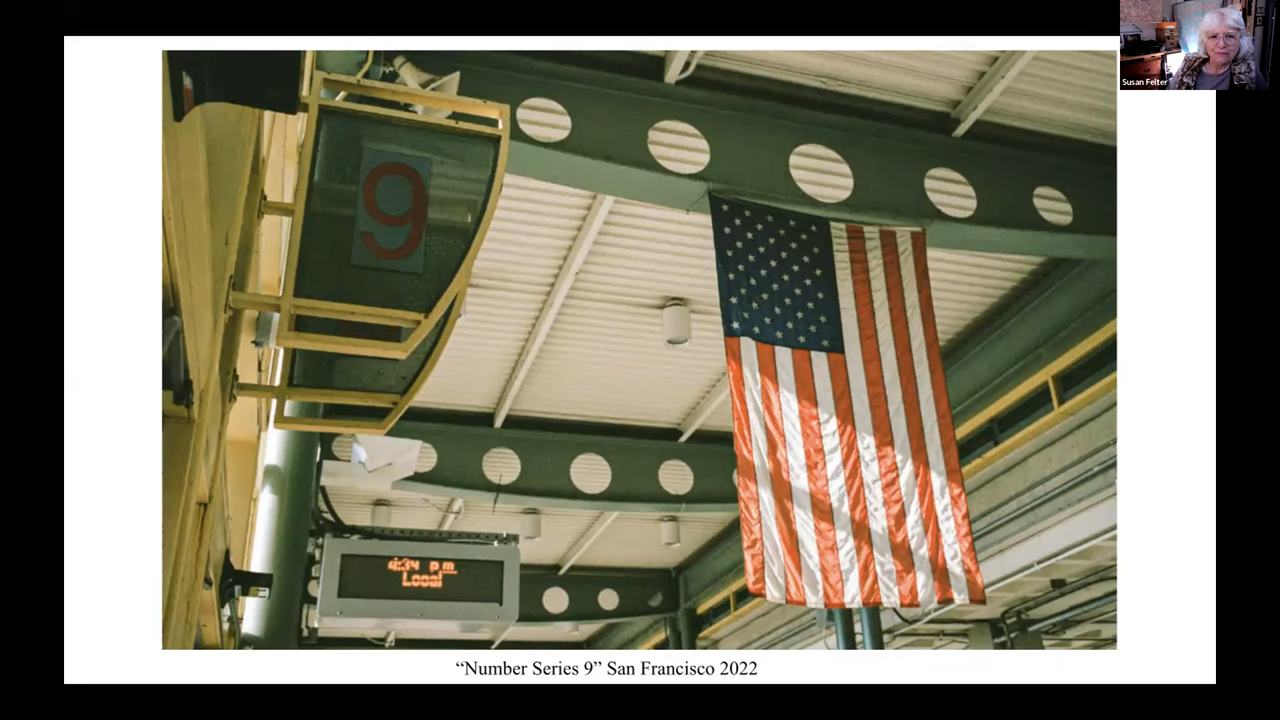 Susan Felter
9
4:34 p.m.
Local
“Number Series 9” San Francisco 2022